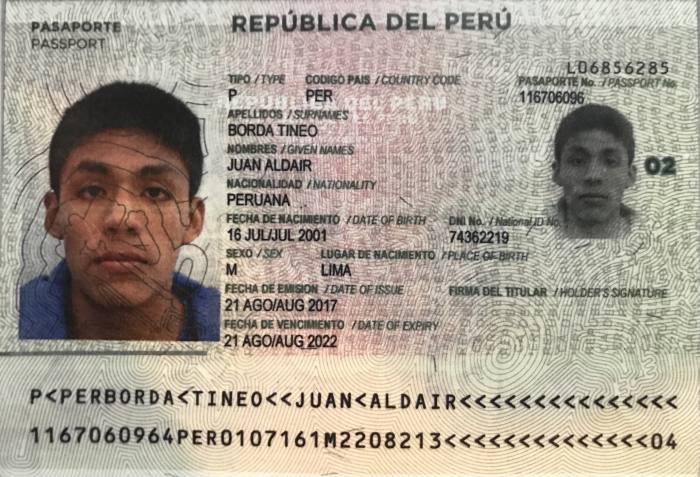 PASAPORTE
PASSPORT
REPÚBLICA DEL PERÚ
L06856285
TIPO / TYPE CODIGO PAIS / COUNTRY CODE PASAPORTE No. / PASSPORT No.
P PER 116706096
APELLIDOS / SURNAMES
BORDA TINEO
NOMBRES / GIVEN NAMES
JUAN ALDAIR
02
NACIONALIDAD / NATIONALITY
PERUANA
FECHA DE NACIMIENTO / DATE OF BIRTH DNI No. / National ID No.
16 JUL/JUL 2001 74362219
SEXO / SEX LUGAR DE NACIMIENTO / PLACE OF BIRTH
M LIMA
FECHA DE EMISION / DATE OF ISSUE FIRMA DEL TITULAR / HOLDER'S SIGNATURE
21 AGO/AUG 2017
FECHA DE VENCIMIENTO / DATE OF EXPIRY
21 AGO/AUG 2022
P<PERBORDA<TINEO<<JUAN<ALDAIR<<<<<<<<<<<<<<<
1167060964PER0107161M2208213<<<<<<<<<<<<<<04